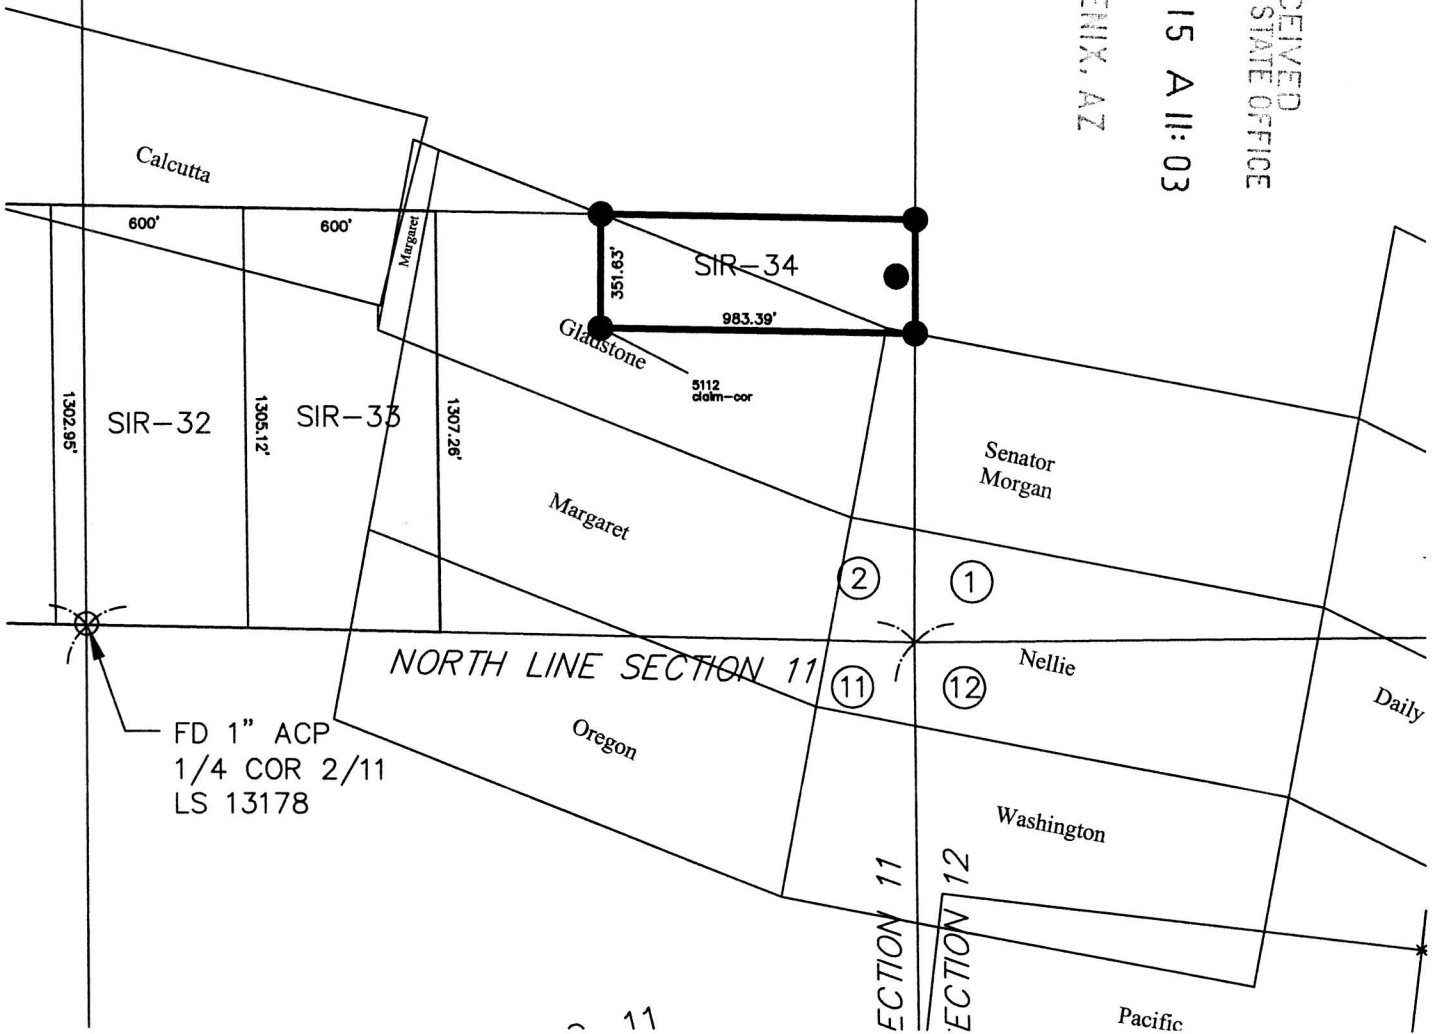 CEIVED
STATE OFFICE
15 A 11: 03
ENIX, AZ
Calcutta
600'
600'
Margaret
351.63'
SIR-34
983.39'
Gladstone
5112
claim-cor
1302.95'
SIR-32
1305.12'
SIR-33
1307.26'
Senator
Morgan
Margaret
2
1
NORTH LINE SECTION 11
11
12
Nellie
Daily
FD 1" ACP
1/4 COR 2/11
LS 13178
Oregon
Washington
ECTION 11
ECTION 12
11
Pacific